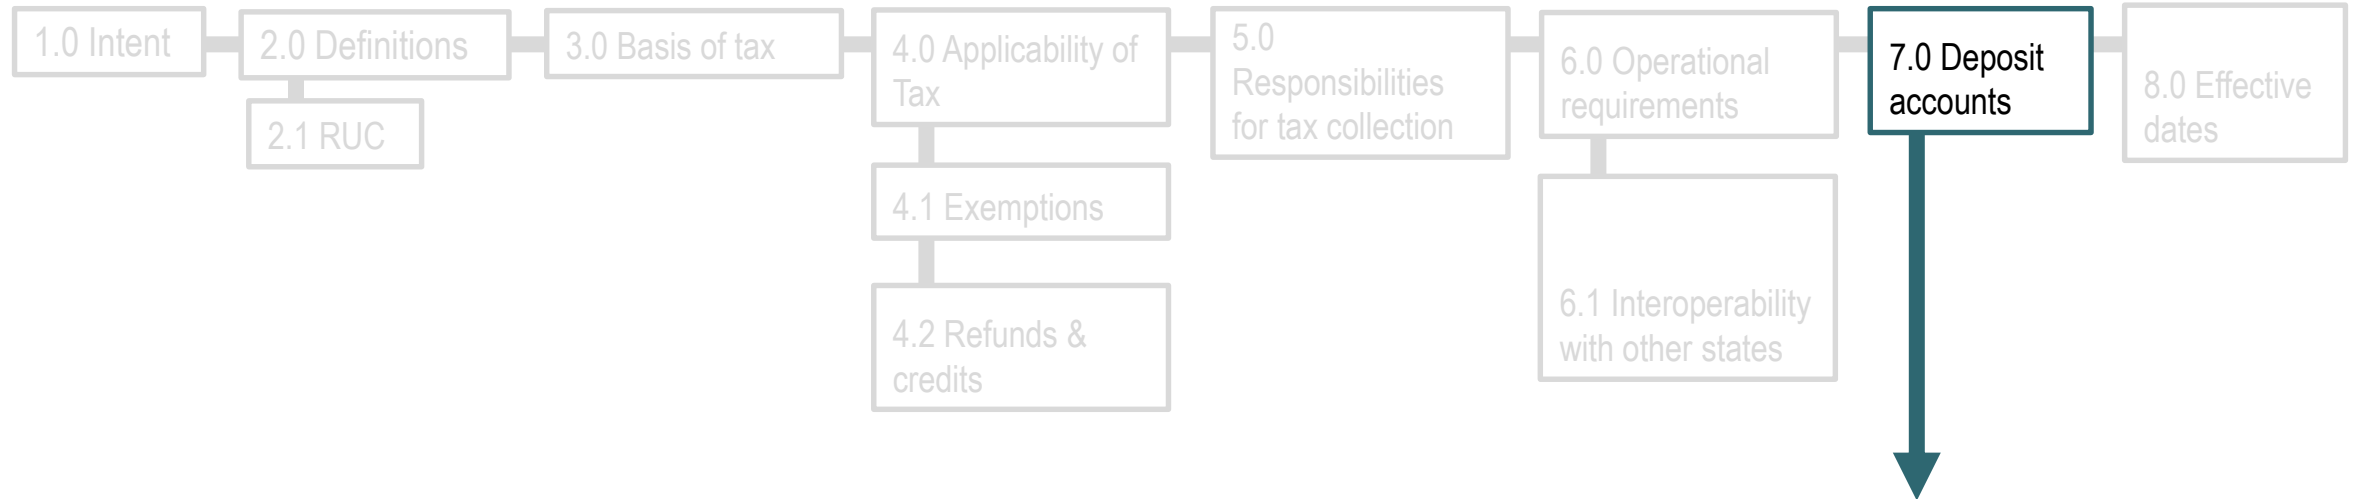 1.0 Intent
2.0 Definitions
2.1 RUC
3.0 Basis of tax
4.0 Applicability of
Tax
4.1 Exemptions
4.2 Refunds &
credits
5.0
Responsibilities
for tax collection
6.0 Operational
requirements
6.1 Interoperability
with other states
7.0 Deposit
accounts
8.0 Effective
dates